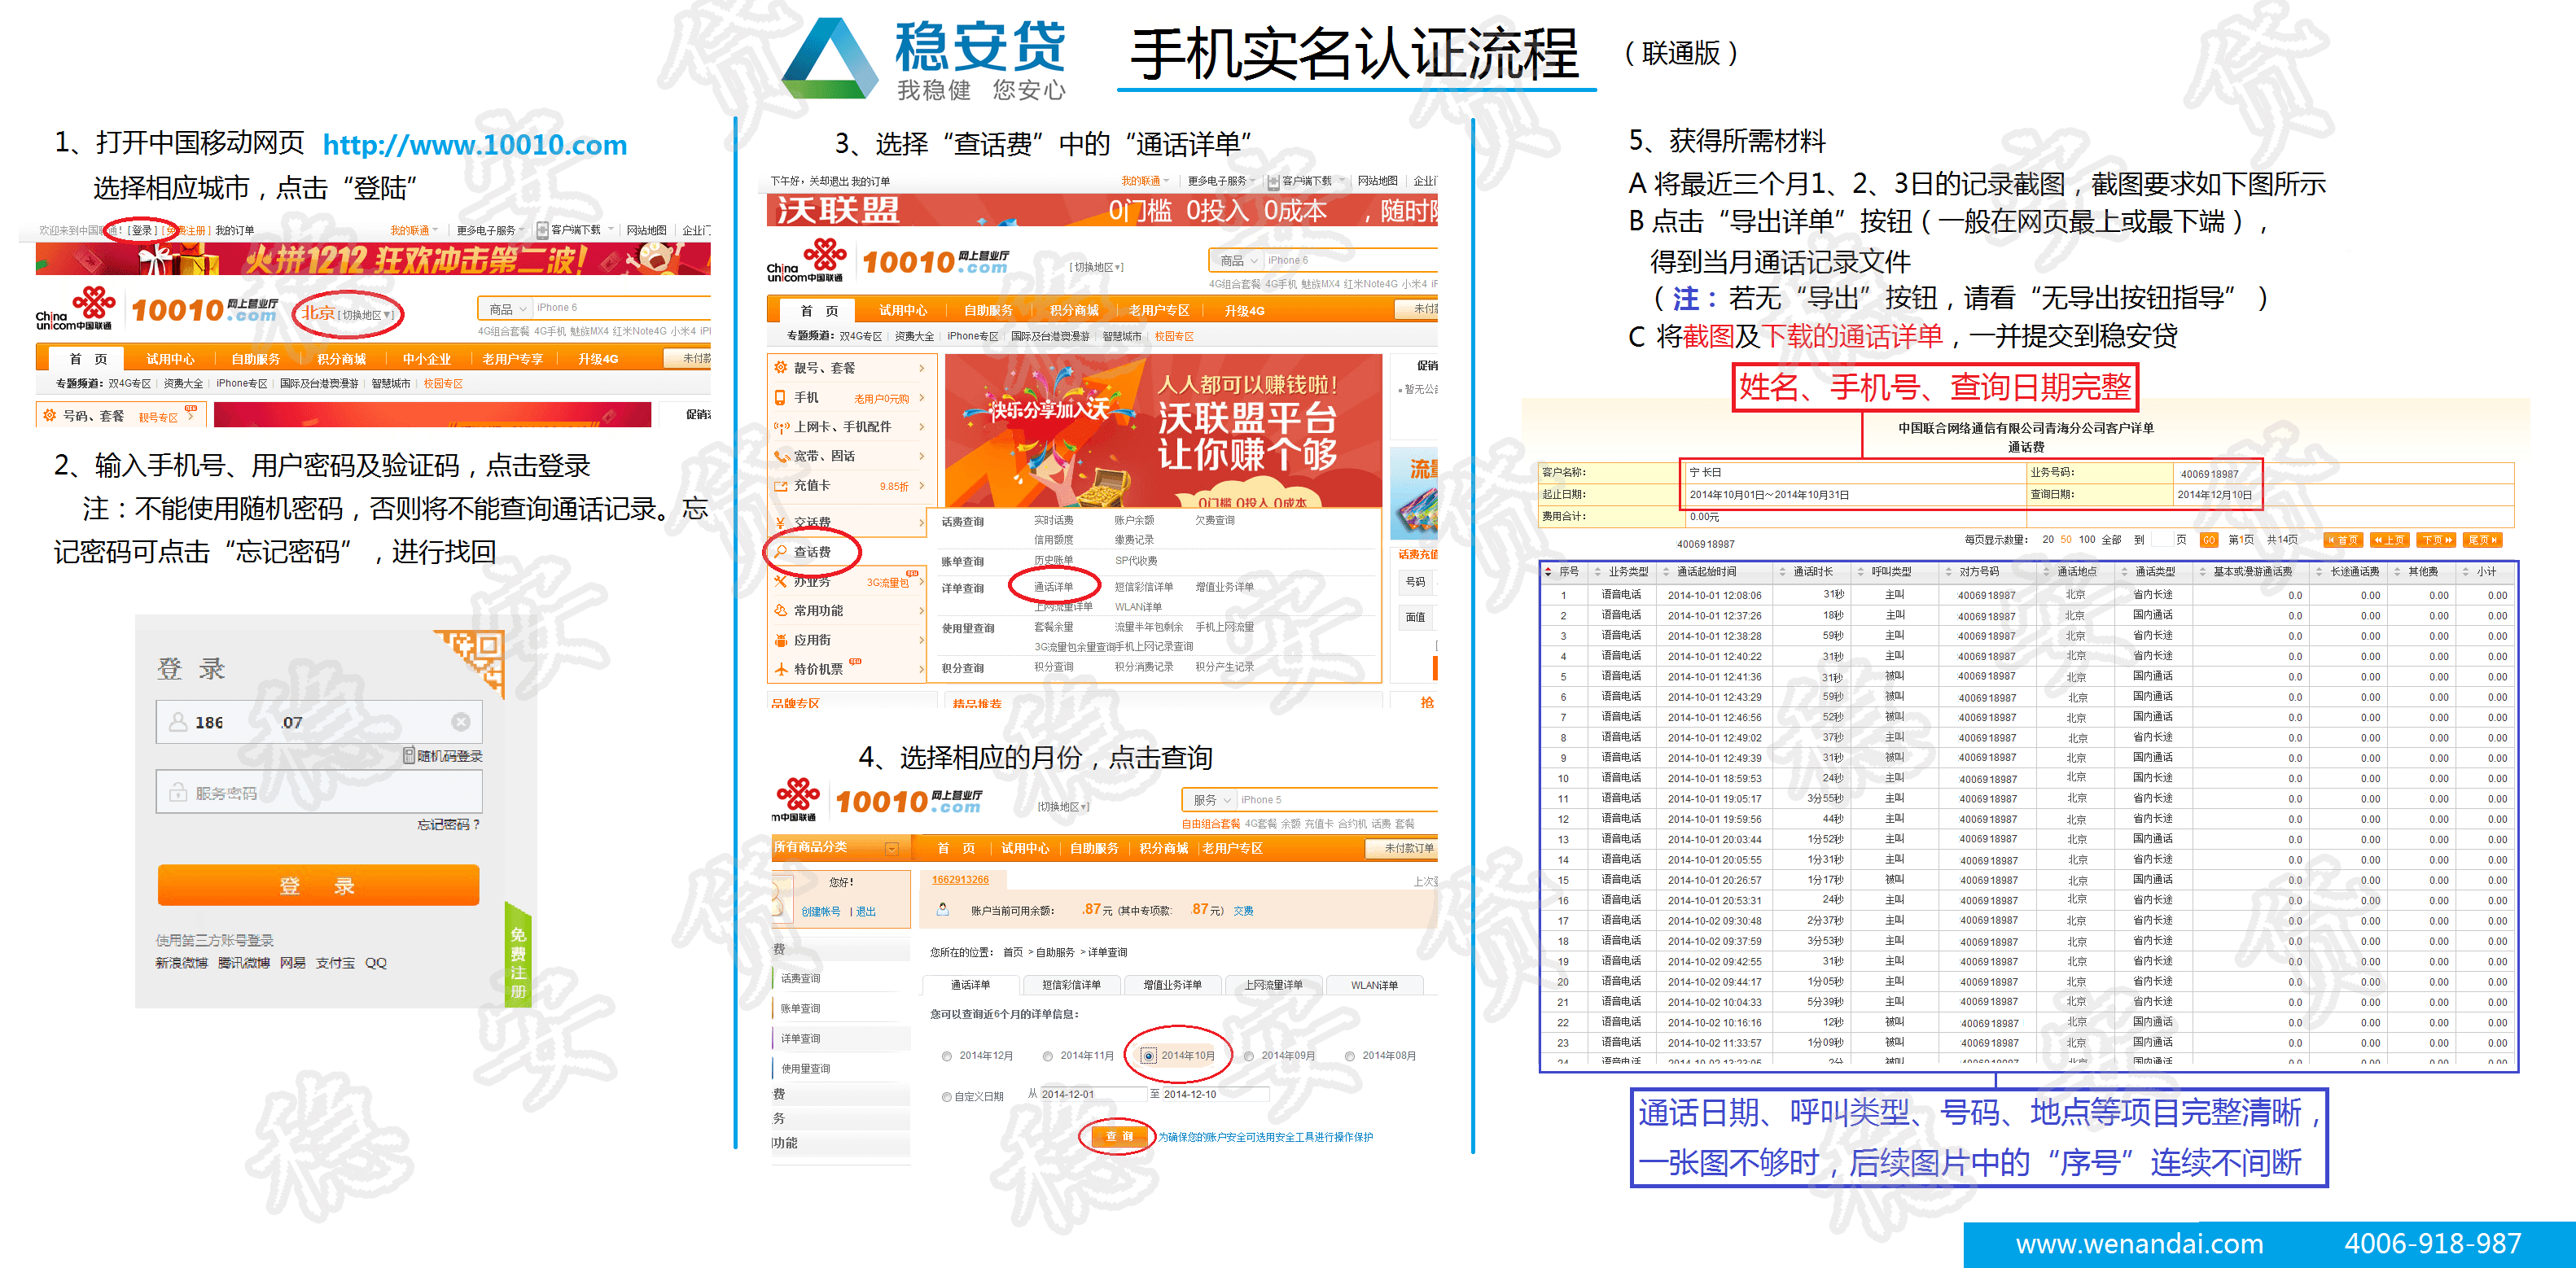 稳安贷
我稳健 您安心
手机实名认证流程
（联通版）
1、打开中国移动网页 http://www.10010.com
选择相应城市，点击“登陆”
欢迎来到中国联通！[登录] [免费注册] 我的订单
我的联通 更多电子服务 客户端下载 网站地图 企业门
火拼1212 狂欢冲击第二波！
China unicom中国联通 10010.com 网上营业厅 北京 [切换地区▼]
商品 iPhone 6
4G组合套餐 4G手机 魅族MX4 红米Note4G 小米4 iPl
首 页 试用中心 自助服务 积分商城 中小企业 老用户专享 升级4G 未付款
专题频道： 双4G专区 | 资费大全 | iPhone专区 | 国际及台港澳漫游 | 智慧城市 | 校园专区
号码、套餐 靓号专区
2、输入手机号、用户密码及验证码，点击登录
注：不能使用随机密码，否则将不能查询通话记录。忘
记密码可点击“忘记密码”，进行找回
登 录
186 07
随机码登录
服务密码
忘记密码？
登 录
使用第三方账号登录
新浪微博 腾讯微博 网易 支付宝 QQ
免费注册
3、选择“查话费”中的“通话详单”
下午好，关却退出 我的订单
我的联通 更多电子服务 客户端下载 网站地图 企业门
沃联盟 0门槛 0投入 0成本 ，随时随
China unicom中国联通 10010.com 网上营业厅 [切换地区▼]
商品 iPhone 6
4G组合套餐 4G手机 魅族MX4 红米Note4G 小米4 iF
首 页 试用中心 自助服务 积分商城 老用户专区 升级4G 未付
专题频道： 双4G专区 | 资费大全 | iPhone专区 | 国际及台港澳漫游 | 智慧城市 | 校园专区
靓号、套餐
手机 老用户0元购
上网卡、手机配件
宽带、固话
充值卡 9.85折
交话费
查话费
办业务 3G流量包
常用功能
应用街
特价机票
快乐分享加入沃
人人都可以赚钱啦！
沃联盟平台
让你赚个够
0门槛 0投入 0成本
话费查询 实时话费 账户余额 欠费查询
信用额度 缴费记录
账单查询 历史账单 SP代收费
详单查询 通话详单 短信彩信详单 增值业务详单
上网流量详单 WLAN详单
使用量查询 套餐余量 流量半年包剩余 手机上网流量
3G流量包余量查询 手机上网记录查询
积分查询 积分查询 积分消费记录 积分产生记录
促销
暂无公
流量
话费充值
号码
面值
品牌专区 精品推荐 抢
4、选择相应的月份，点击查询
中国联通 10010.com 网上营业厅 [切换地区▼]
服务 iPhone 5
自由组合套餐 4G套餐 余额 充值卡 合约机 话费 套餐
所有商品分类 首 页 试用中心 自助服务 积分商城 老用户专区 未付款订单
您好！
创建帐号 | 退出
1662913266
账户当前可用余额： .87元 (其中专项款： .87元) 交费
您所在的位置： 首页 > 自助服务 > 详单查询
费
话费查询
账单查询
详单查询
使用量查询
费
务
功能
通话详单 短信彩信详单 增值业务详单 上网流量详单 WLAN详单
您可以查询近6个月的详单信息：
2014年12月 2014年11月 2014年10月 2014年09月 2014年08月
自定义日期 从 2014-12-01 至 2014-12-10
查 询 为确保您的账户安全可选用安全工具进行操作保护
5、获得所需材料
A 将最近三个月1、2、3日的记录截图，截图要求如下图所示
B 点击“导出详单”按钮（一般在网页最上或最下端），
得到当月通话记录文件
（注：若无“导出”按钮，请看“无导出按钮指导”）
C 将截图及下载的通话详单，一并提交到稳安贷
姓名、手机号、查询日期完整
中国联合网络通信有限公司青海分公司客户详单
通话费
客户名称： 宁 长日 业务号码： 4006918987
起止日期： 2014年10月01日～2014年10月31日 查询日期： 2014年12月10日
费用合计： 0.00元
4006918987 每页显示数量： 20 50 100 全部 到 页 GO 第1页 共14页 首页 上页 下页 尾页
序号 业务类型 通话起始时间 通话时长 呼叫类型 对方号码 通话地点 通话类型 基本或漫游通话费 长途通话费 其他费 小计
1 语音电话 2014-10-01 12:08:06 31秒 主叫 4006918987 北京 省内长途 0.0 0.00 0.00 0.00
2 语音电话 2014-10-01 12:37:26 18秒 主叫 4006918987 北京 国内通话 0.0 0.00 0.00 0.00
3 语音电话 2014-10-01 12:38:28 59秒 主叫 4006918987 北京 省内长途 0.0 0.00 0.00 0.00
4 语音电话 2014-10-01 12:40:22 31秒 主叫 4006918987 北京 省内长途 0.0 0.00 0.00 0.00
5 语音电话 2014-10-01 12:41:36 31秒 被叫 4006918987 北京 国内通话 0.0 0.00 0.00 0.00
6 语音电话 2014-10-01 12:43:29 59秒 被叫 4006918987 北京 国内通话 0.0 0.00 0.00 0.00
7 语音电话 2014-10-01 12:46:56 52秒 被叫 4006918987 北京 国内通话 0.0 0.00 0.00 0.00
8 语音电话 2014-10-01 12:49:02 37秒 主叫 4006918987 北京 省内长途 0.0 0.00 0.00 0.00
9 语音电话 2014-10-01 12:49:39 31秒 被叫 4006918987 北京 国内通话 0.0 0.00 0.00 0.00
10 语音电话 2014-10-01 18:59:53 24秒 主叫 4006918987 北京 国内长途 0.0 0.00 0.00 0.00
11 语音电话 2014-10-01 19:05:17 3分55秒 主叫 4006918987 北京 省内长途 0.0 0.00 0.00 0.00
12 语音电话 2014-10-01 19:59:56 44秒 主叫 4006918987 北京 省内长途 0.0 0.00 0.00 0.00
13 语音电话 2014-10-01 20:03:44 1分52秒 主叫 4006918987 北京 国内通话 0.0 0.00 0.00 0.00
14 语音电话 2014-10-01 20:05:55 1分31秒 主叫 4006918987 北京 省内长途 0.0 0.00 0.00 0.00
15 语音电话 2014-10-01 20:26:57 1分17秒 被叫 4006918987 北京 国内通话 0.0 0.00 0.00 0.00
16 语音电话 2014-10-01 20:53:31 24秒 主叫 4006918987 北京 省内长途 0.0 0.00 0.00 0.00
17 语音电话 2014-10-02 09:30:48 2分37秒 被叫 4006918987 北京 省内长途 0.0 0.00 0.00 0.00
18 语音电话 2014-10-02 09:37:59 3分53秒 主叫 4006918987 北京 省内长途 0.0 0.00 0.00 0.00
19 语音电话 2014-10-02 09:42:55 31秒 主叫 4006918987 北京 省内长途 0.0 0.00 0.00 0.00
20 语音电话 2014-10-02 09:44:17 1分05秒 主叫 4006918987 北京 省内长途 0.0 0.00 0.00 0.00
21 语音电话 2014-10-02 10:04:33 5分39秒 主叫 4006918987 北京 省内长途 0.0 0.00 0.00 0.00
22 语音电话 2014-10-02 10:16:16 12秒 被叫 4006918987 北京 国内通话 0.0 0.00 0.00 0.00
23 语音电话 2014-10-02 11:33:57 1分09秒 被叫 4006918987 北京 国内通话 0.0 0.00 0.00 0.00
通话日期、呼叫类型、号码、地点等项目完整清晰，
一张图不够时，后续图片中的“序号”连续不间断
www.wenandai.com 4006-918-987